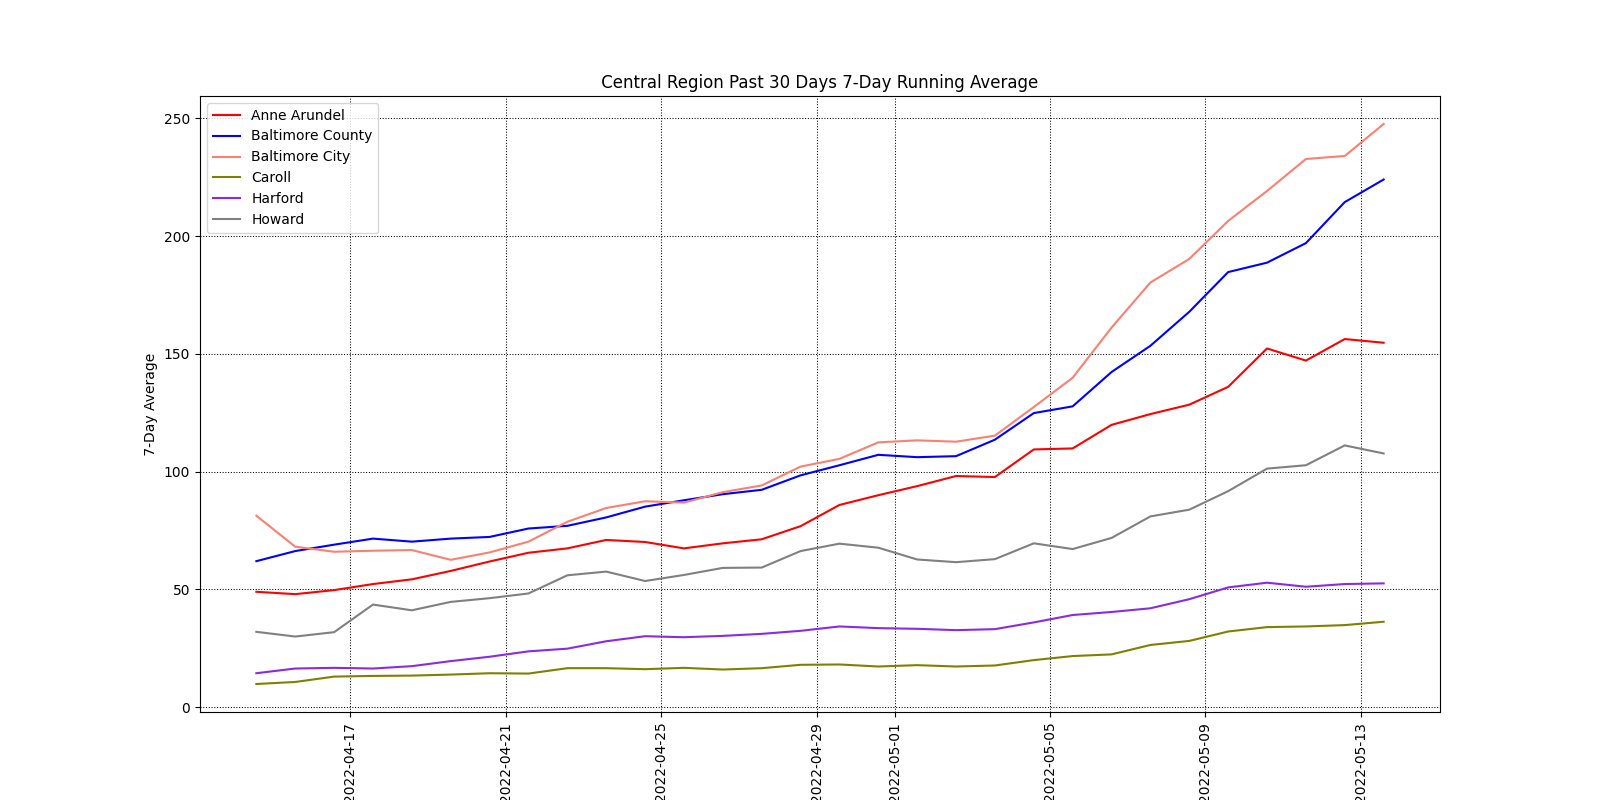 Central Region Past 30 Days 7-Day Running Average
Anne Arundel
Baltimore County
Baltimore City
Caroll
Harford
Howard
7-Day Average
250
200
150
100
50
0
2022-04-17
2022-04-21
2022-04-25
2022-04-29
2022-05-01
2022-05-05
2022-05-09
2022-05-13